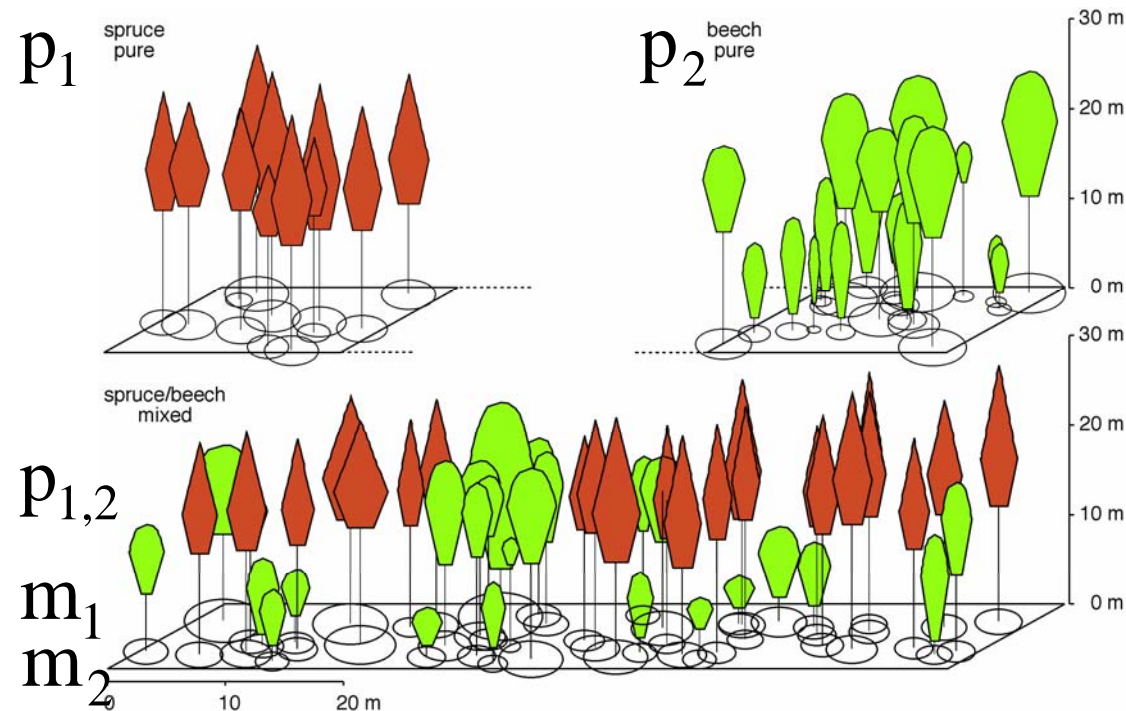 p1
spruce
pure
p2
beech
pure
30 m
20 m
10 m
0 m
30 m
spruce/beech
mixed
20 m
p1,2
10 m
m1
0 m
m2
0 10 20 m